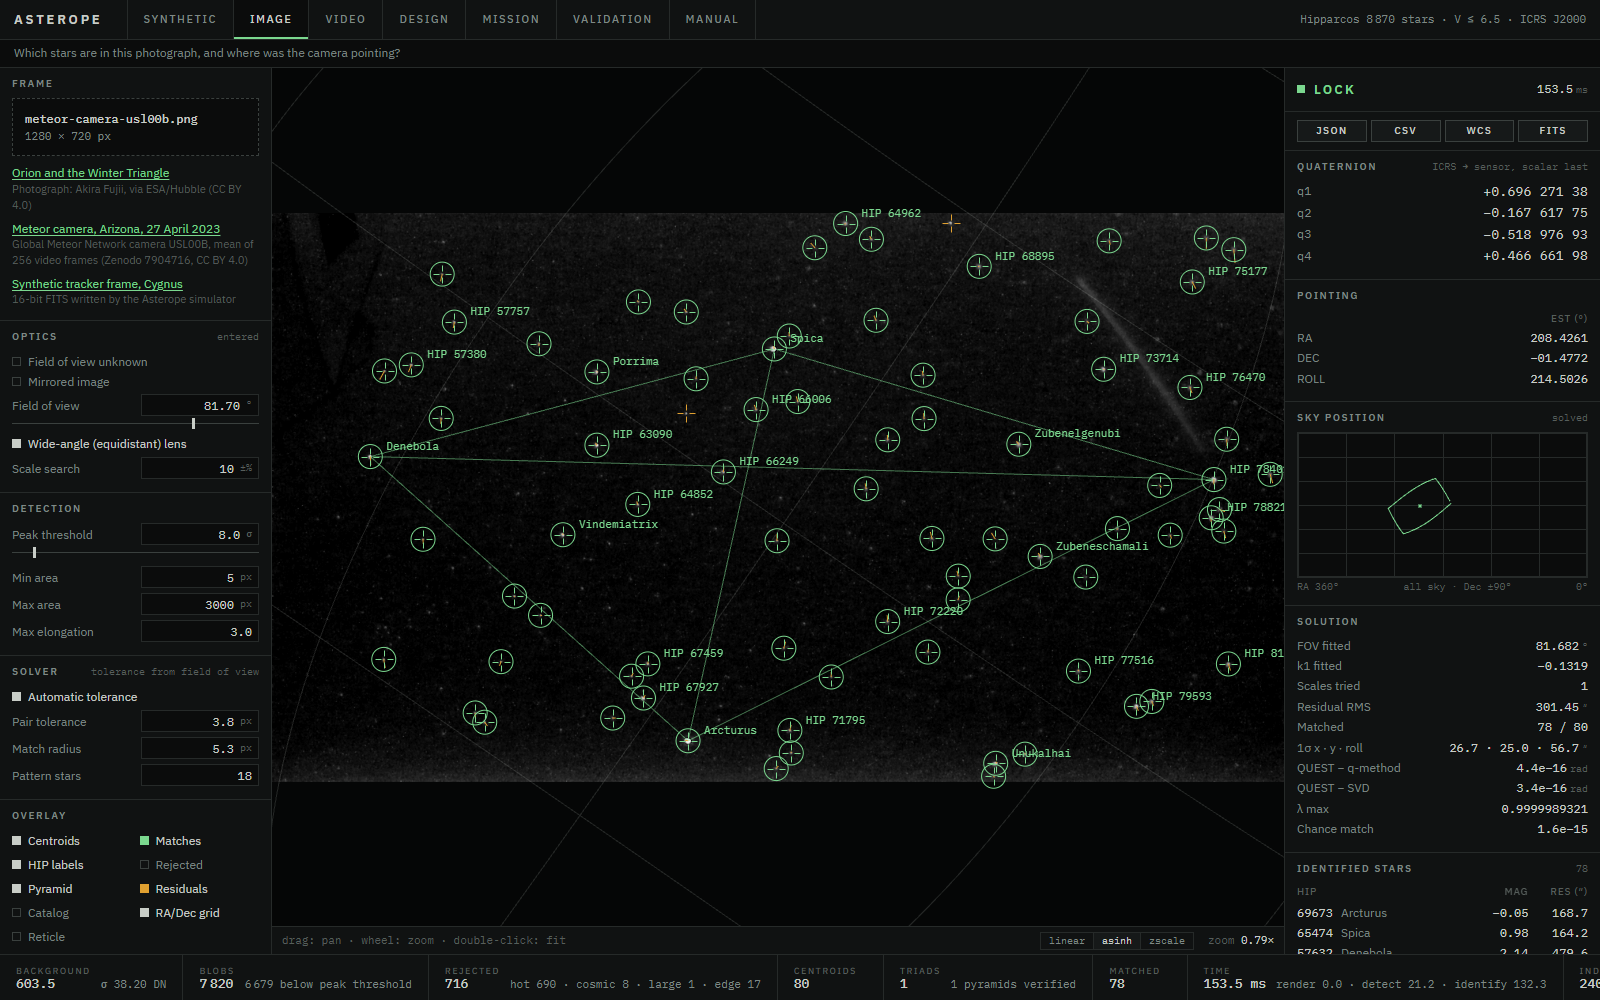 ASTEROPE SYNTHETIC IMAGE VIDEO DESIGN MISSION VALIDATION MANUAL Hipparcos 8 870 stars · V ≤ 6.5 · ICRS J2000
Which stars are in this photograph, and where was the camera pointing?
FRAME
meteor-camera-usl00b.png
1280 × 720 px
Orion and the Winter Triangle
Photograph: Akira Fujii, via ESA/Hubble (CC BY
4.0)
Meteor camera, Arizona, 27 April 2023
Global Meteor Network camera USL00B, mean of
256 video frames (Zenodo 7904716, CC BY 4.0)
Synthetic tracker frame, Cygnus
16-bit FITS written by the Asterope simulator
OPTICS entered
Field of view unknown
Mirrored image
Field of view 81.70 °
Wide-angle (equidistant) lens
Scale search 10 ±%
DETECTION
Peak threshold 8.0 σ
Min area 5 px
Max area 3000 px
Max elongation 3.0
SOLVER tolerance from field of view
Automatic tolerance
Pair tolerance 3.8 px
Match radius 5.3 px
Pattern stars 18
OVERLAY
Centroids Matches
HIP labels Rejected
Pyramid Residuals
Catalog RA/Dec grid
Reticle
HIP 64962
HIP 68895
HIP 75177
HIP 57757
Spica
HIP 57380
Porrima
HIP 73714
HIP 76470
HIP 66006
HIP 63090
Zubenelgenubi
Denebola
HIP 66249
HIP 7840
HIP 64852
HIP 78821
Vindemiatrix
Zubeneschamali
HIP 72220
HIP 67459
HIP 77516
HIP 81
HIP 67927
HIP 79593
HIP 71795
Arcturus
Unukalhai
drag: pan · wheel: zoom · double-click: fit linear asinh zscale zoom 0.79×
LOCK 153.5 ms
JSON CSV WCS FITS
QUATERNION ICRS → sensor, scalar last
q1 +0.696 271 38
q2 −0.167 617 75
q3 −0.518 976 93
q4 +0.466 661 98
POINTING
EST (°)
RA 208.4261
DEC −01.4772
ROLL 214.5026
SKY POSITION solved
RA 360° all sky · Dec ±90° 0°
SOLUTION
FOV fitted 81.682 °
k1 fitted −0.1319
Scales tried 1
Residual RMS 301.45 ″
Matched 78 / 80
1σ x · y · roll 26.7 · 25.0 · 56.7 ″
QUEST − q-method 4.4e−16 rad
QUEST − SVD 3.4e−16 rad
λ max 0.9999989321
Chance match 1.6e−15
IDENTIFIED STARS 78
HIP MAG RES (″)
69673 Arcturus −0.05 168.7
65474 Spica 0.98 164.2
57632 Denebola 2.14 479.6
BACKGROUND BLOBS REJECTED CENTROIDS TRIADS MATCHED TIME IND
603.5 σ 38.20 DN 7 820 6 679 below peak threshold 716 hot 690 · cosmic 8 · large 1 · edge 17 80 1 1 pyramids verified 78 153.5 ms render 0.0 · detect 21.2 · identify 132.3 240